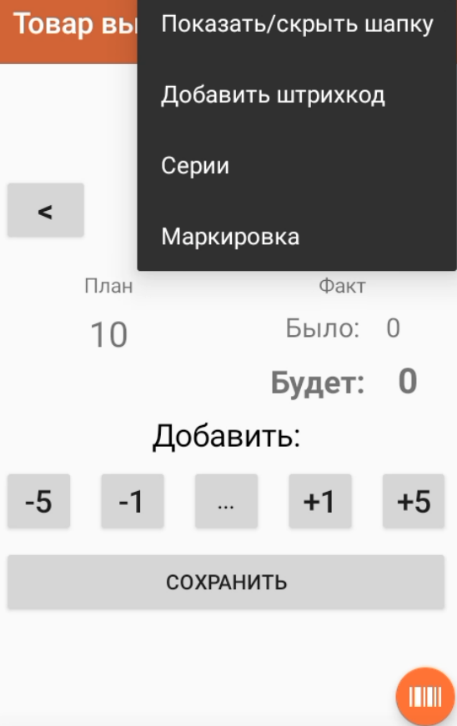 Товар вы
Показать/скрыть шапку
Добавить штрихкод
Серии
Маркировка
<
План
Факт
10
Было: 0
Будет: 0
Добавить:
-5 -1 ... +1 +5
СОХРАНИТЬ